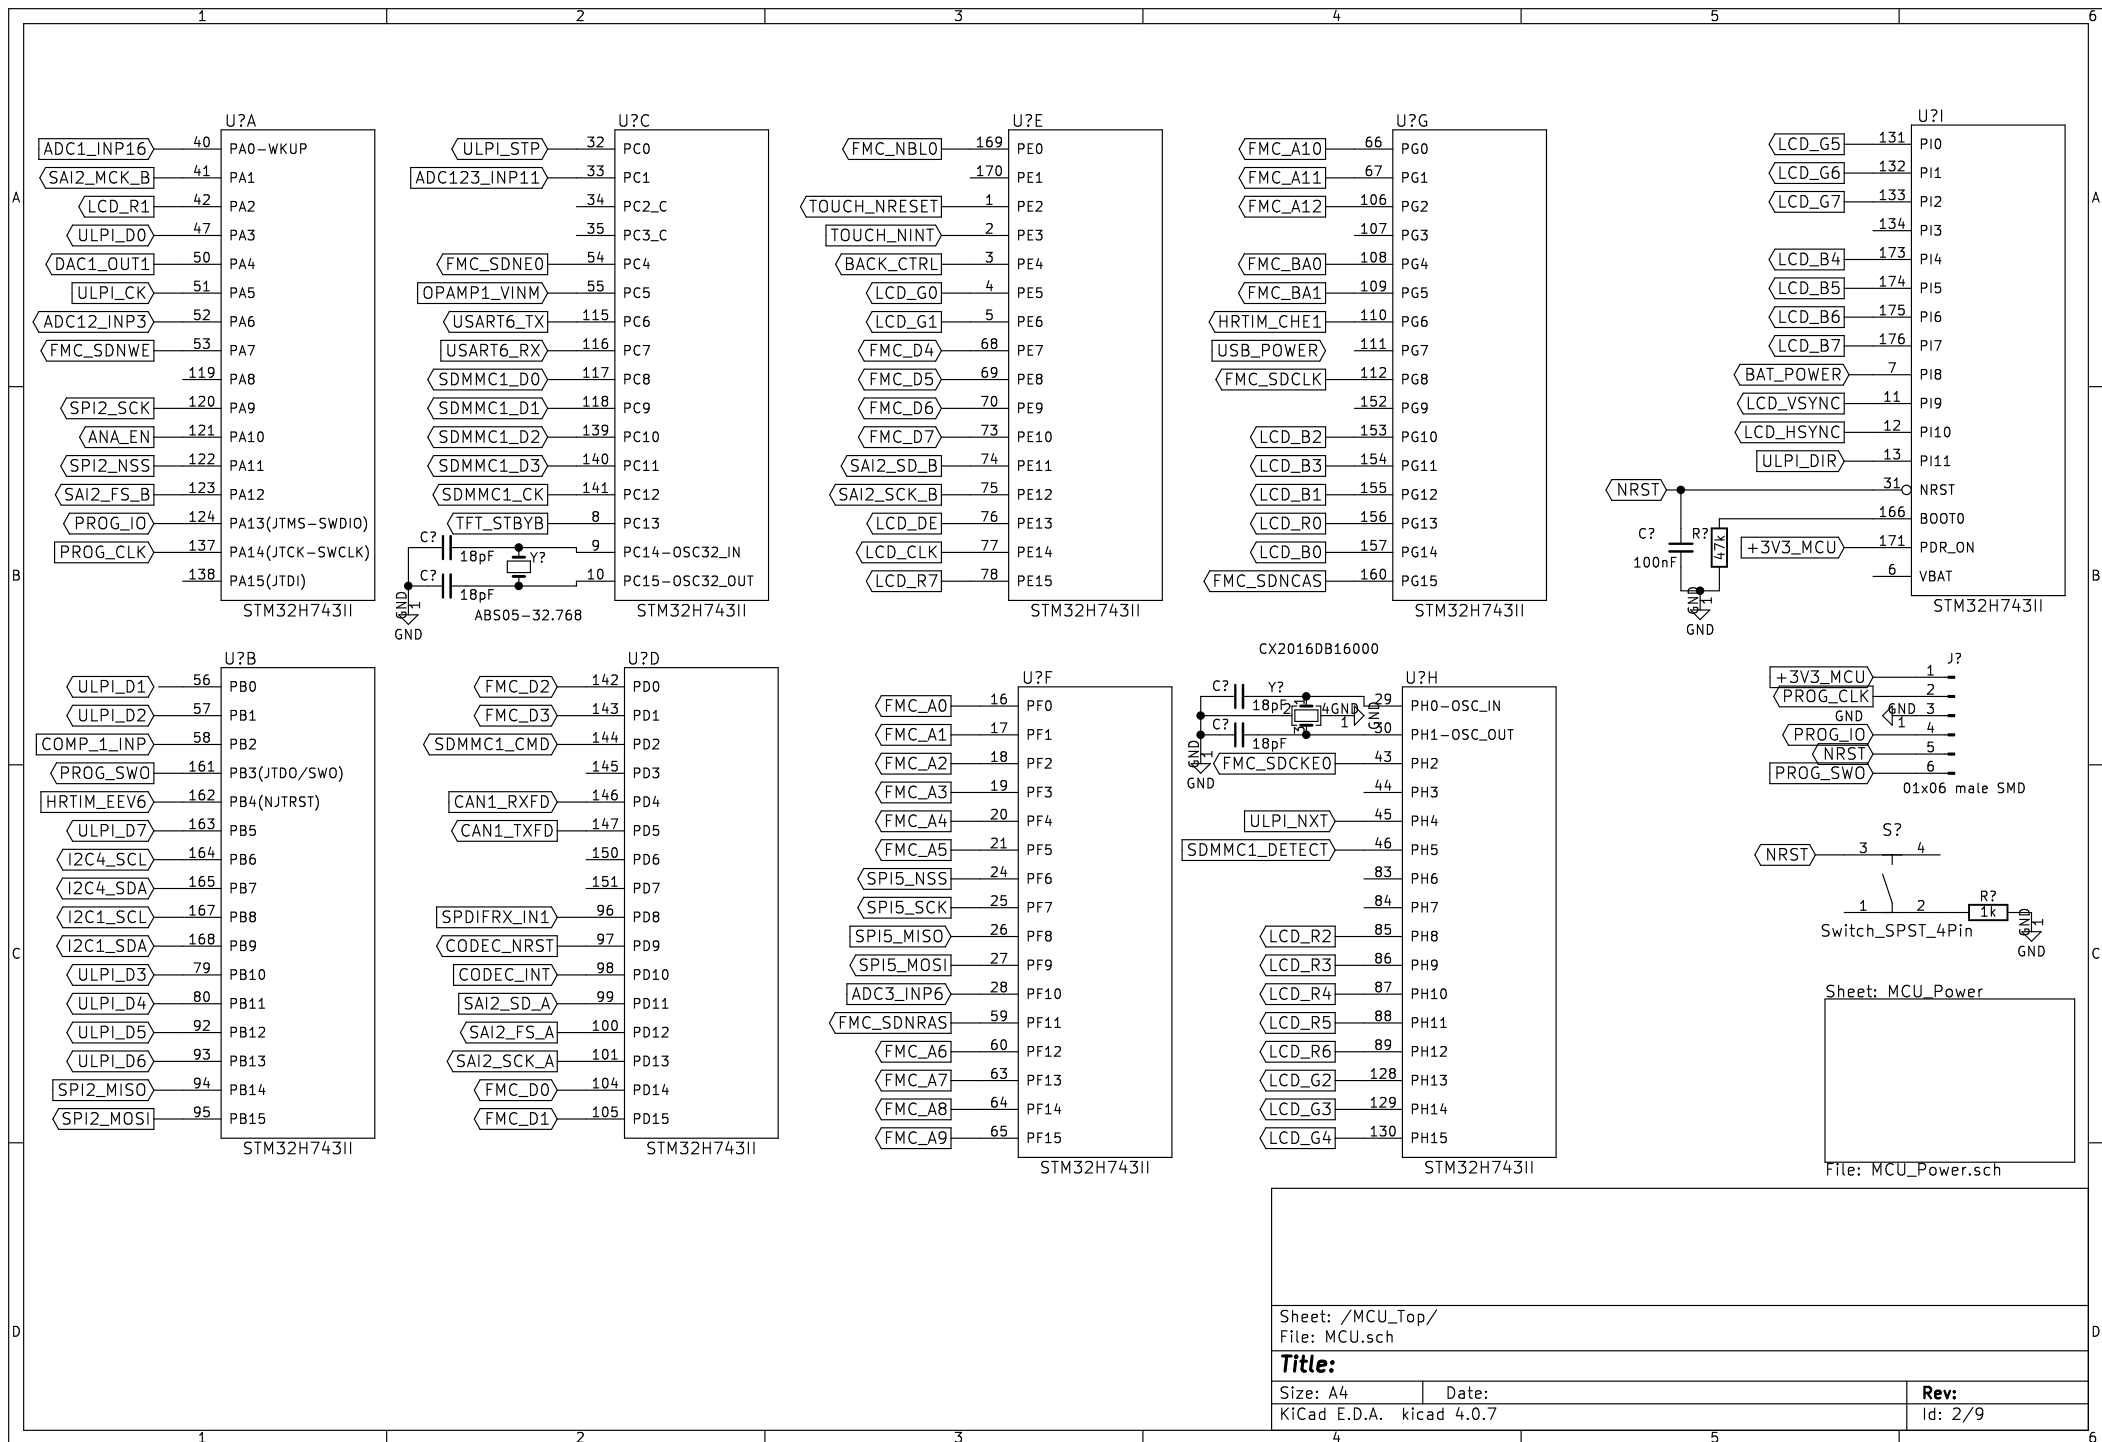 1 2 3 4 5 6
U?A
ADC1_INP16 40 PA0-WKUP
SAI2_MCK_B 41 PA1
LCD_R1 42 PA2
ULPI_D0 47 PA3
DAC1_OUT1 50 PA4
ULPI_CK 51 PA5
ADC12_INP3 52 PA6
FMC_SDNWE 53 PA7
119 PA8
SPI2_SCK 120 PA9
ANA_EN 121 PA10
SPI2_NSS 122 PA11
SAI2_FS_B 123 PA12
PROG_IO 124 PA13(JTMS-SWDIO)
PROG_CLK 137 PA14(JTCK-SWCLK)
138 PA15(JTDI)
STM32H743II
U?C
ULPI_STP 32 PC0
ADC123_INP11 33 PC1
34 PC2_C
35 PC3_C
FMC_SDNE0 54 PC4
OPAMP1_VINM 55 PC5
USART6_TX 115 PC6
USART6_RX 116 PC7
SDMMC1_D0 117 PC8
SDMMC1_D1 118 PC9
SDMMC1_D2 139 PC10
SDMMC1_D3 140 PC11
SDMMC1_CK 141 PC12
TFT_STBYB 8 PC13
C? 18pF Y? 9 PC14-OSC32_IN
C? 18pF 10 PC15-OSC32_OUT
GND 1
GND
ABS05-32.768
STM32H743II
U?E
FMC_NBL0 169 PE0
170 PE1
TOUCH_NRESET 1 PE2
TOUCH_NINT 2 PE3
BACK_CTRL 3 PE4
LCD_G0 4 PE5
LCD_G1 5 PE6
FMC_D4 68 PE7
FMC_D5 69 PE8
FMC_D6 70 PE9
FMC_D7 73 PE10
SAI2_SD_B 74 PE11
SAI2_SCK_B 75 PE12
LCD_DE 76 PE13
LCD_CLK 77 PE14
LCD_R7 78 PE15
STM32H743II
U?G
FMC_A10 66 PG0
FMC_A11 67 PG1
FMC_A12 106 PG2
107 PG3
FMC_BA0 108 PG4
FMC_BA1 109 PG5
HRTIM_CHE1 110 PG6
USB_POWER 111 PG7
FMC_SDCLK 112 PG8
152 PG9
LCD_B2 153 PG10
LCD_B3 154 PG11
LCD_B1 155 PG12
LCD_R0 156 PG13
LCD_B0 157 PG14
FMC_SDNCAS 160 PG15
STM32H743II
U?I
LCD_G5 131 PI0
LCD_G6 132 PI1
LCD_G7 133 PI2
134 PI3
LCD_B4 173 PI4
LCD_B5 174 PI5
LCD_B6 175 PI6
LCD_B7 176 PI7
BAT_POWER 7 PI8
LCD_VSYNC 11 PI9
LCD_HSYNC 12 PI10
ULPI_DIR 13 PI11
NRST 31 NRST
166 BOOT0
C? 100nF R? 47k
+3V3_MCU 171 PDR_ON
6 VBAT
GND 1
GND
STM32H743II
U?B
ULPI_D1 56 PB0
ULPI_D2 57 PB1
COMP_1_INP 58 PB2
PROG_SWO 161 PB3(JTDO/SWO)
HRTIM_EEV6 162 PB4(NJTRST)
ULPI_D7 163 PB5
I2C4_SCL 164 PB6
I2C4_SDA 165 PB7
I2C1_SCL 167 PB8
I2C1_SDA 168 PB9
ULPI_D3 79 PB10
ULPI_D4 80 PB11
ULPI_D5 92 PB12
ULPI_D6 93 PB13
SPI2_MISO 94 PB14
SPI2_MOSI 95 PB15
STM32H743II
U?D
FMC_D2 142 PD0
FMC_D3 143 PD1
SDMMC1_CMD 144 PD2
145 PD3
CAN1_RXFD 146 PD4
CAN1_TXFD 147 PD5
150 PD6
151 PD7
SPDIFRX_IN1 96 PD8
CODEC_NRST 97 PD9
CODEC_INT 98 PD10
SAI2_SD_A 99 PD11
SAI2_FS_A 100 PD12
SAI2_SCK_A 101 PD13
FMC_D0 104 PD14
FMC_D1 105 PD15
STM32H743II
U?F
FMC_A0 16 PF0
FMC_A1 17 PF1
FMC_A2 18 PF2
FMC_A3 19 PF3
FMC_A4 20 PF4
FMC_A5 21 PF5
SPI5_NSS 24 PF6
SPI5_SCK 25 PF7
SPI5_MISO 26 PF8
SPI5_MOSI 27 PF9
ADC3_INP6 28 PF10
FMC_SDNRAS 59 PF11
FMC_A6 60 PF12
FMC_A7 63 PF13
FMC_A8 64 PF14
FMC_A9 65 PF15
STM32H743II
CX2016DB16000
U?H
C? 18pF Y? 29 PH0-OSC_IN
2 1 4 3 GND 1 GND
C? 18pF 30 PH1-OSC_OUT
GND 1
GND
FMC_SDCKE0 43 PH2
44 PH3
ULPI_NXT 45 PH4
SDMMC1_DETECT 46 PH5
83 PH6
84 PH7
LCD_R2 85 PH8
LCD_R3 86 PH9
LCD_R4 87 PH10
LCD_R5 88 PH11
LCD_R6 89 PH12
LCD_G2 128 PH13
LCD_G3 129 PH14
LCD_G4 130 PH15
STM32H743II
J?
+3V3_MCU 1
PROG_CLK 2
GND GND 1 3
PROG_IO 4
NRST 5
PROG_SWO 6
01x06 male SMD
S?
NRST 3 4
1 2 R? 1k GND 1
Switch_SPST_4Pin
GND
Sheet: MCU_Power
File: MCU_Power.sch
Sheet: /MCU_Top/
File: MCU.sch
Title:
Size: A4 Date: Rev:
KiCad E.D.A. kicad 4.0.7 Id: 2/9
A A
B B
C C
D D
1 2 3 4 5 6